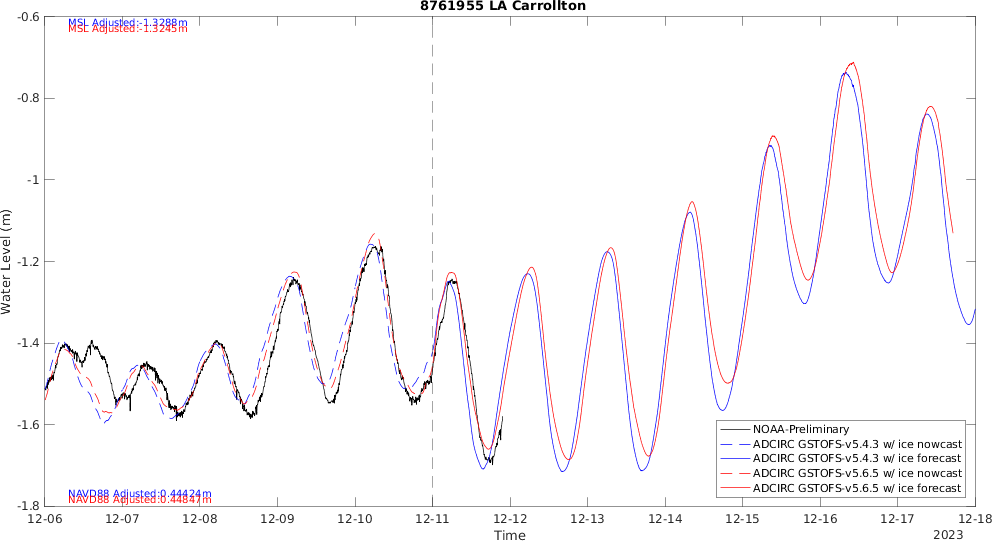 8761955 LA Carrollton
MSL Adjusted:-1.3288m
MSL Adjusted:-1.3245m
-0.6
-0.8
-1
-1.2
-1.4
-1.6
-1.8
Water Level (m)
NOAA-Preliminary
ADCIRC GSTOFS-v5.4.3 w/ ice nowcast
ADCIRC GSTOFS-v5.4.3 w/ ice forecast
ADCIRC GSTOFS-v5.6.5 w/ ice nowcast
ADCIRC GSTOFS-v5.6.5 w/ ice forecast
NAVD88 Adjusted:0.44424m
NAVD88 Adjusted:0.44847m
12-06 12-07 12-08 12-09 12-10 12-11 12-12 12-13 12-14 12-15 12-16 12-17 12-18
Time
2023